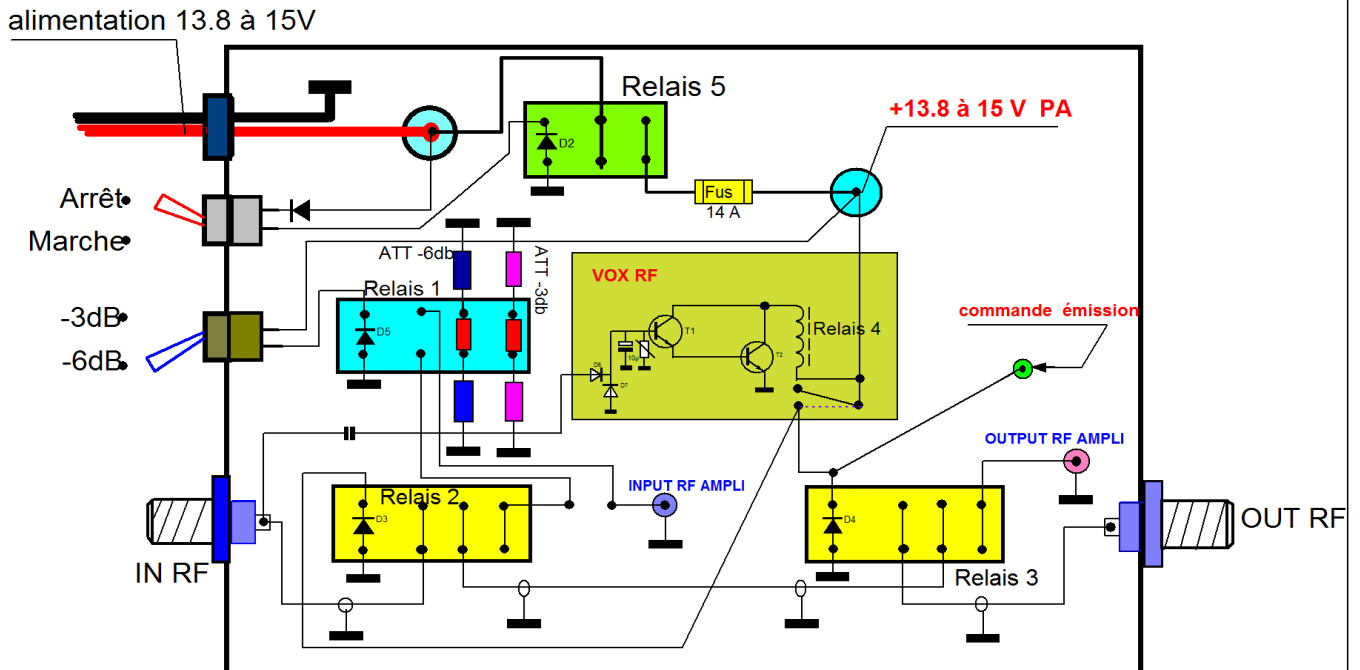 alimentation 13.8 à 15V
Relais 5
+13.8 à 15 V PA
D2
Fus
14 A
Arrêt
Marche
ATT -6db
ATT -3db
VOX RF
Relais 1
D5
T1
Relais 4
commande émission
-3dB
-6dB
10µ
T2
D6
D7
OUTPUT RF AMPLI
Relais 2
INPUT RF AMPLI
D3
D4
OUT RF
IN RF
Relais 3